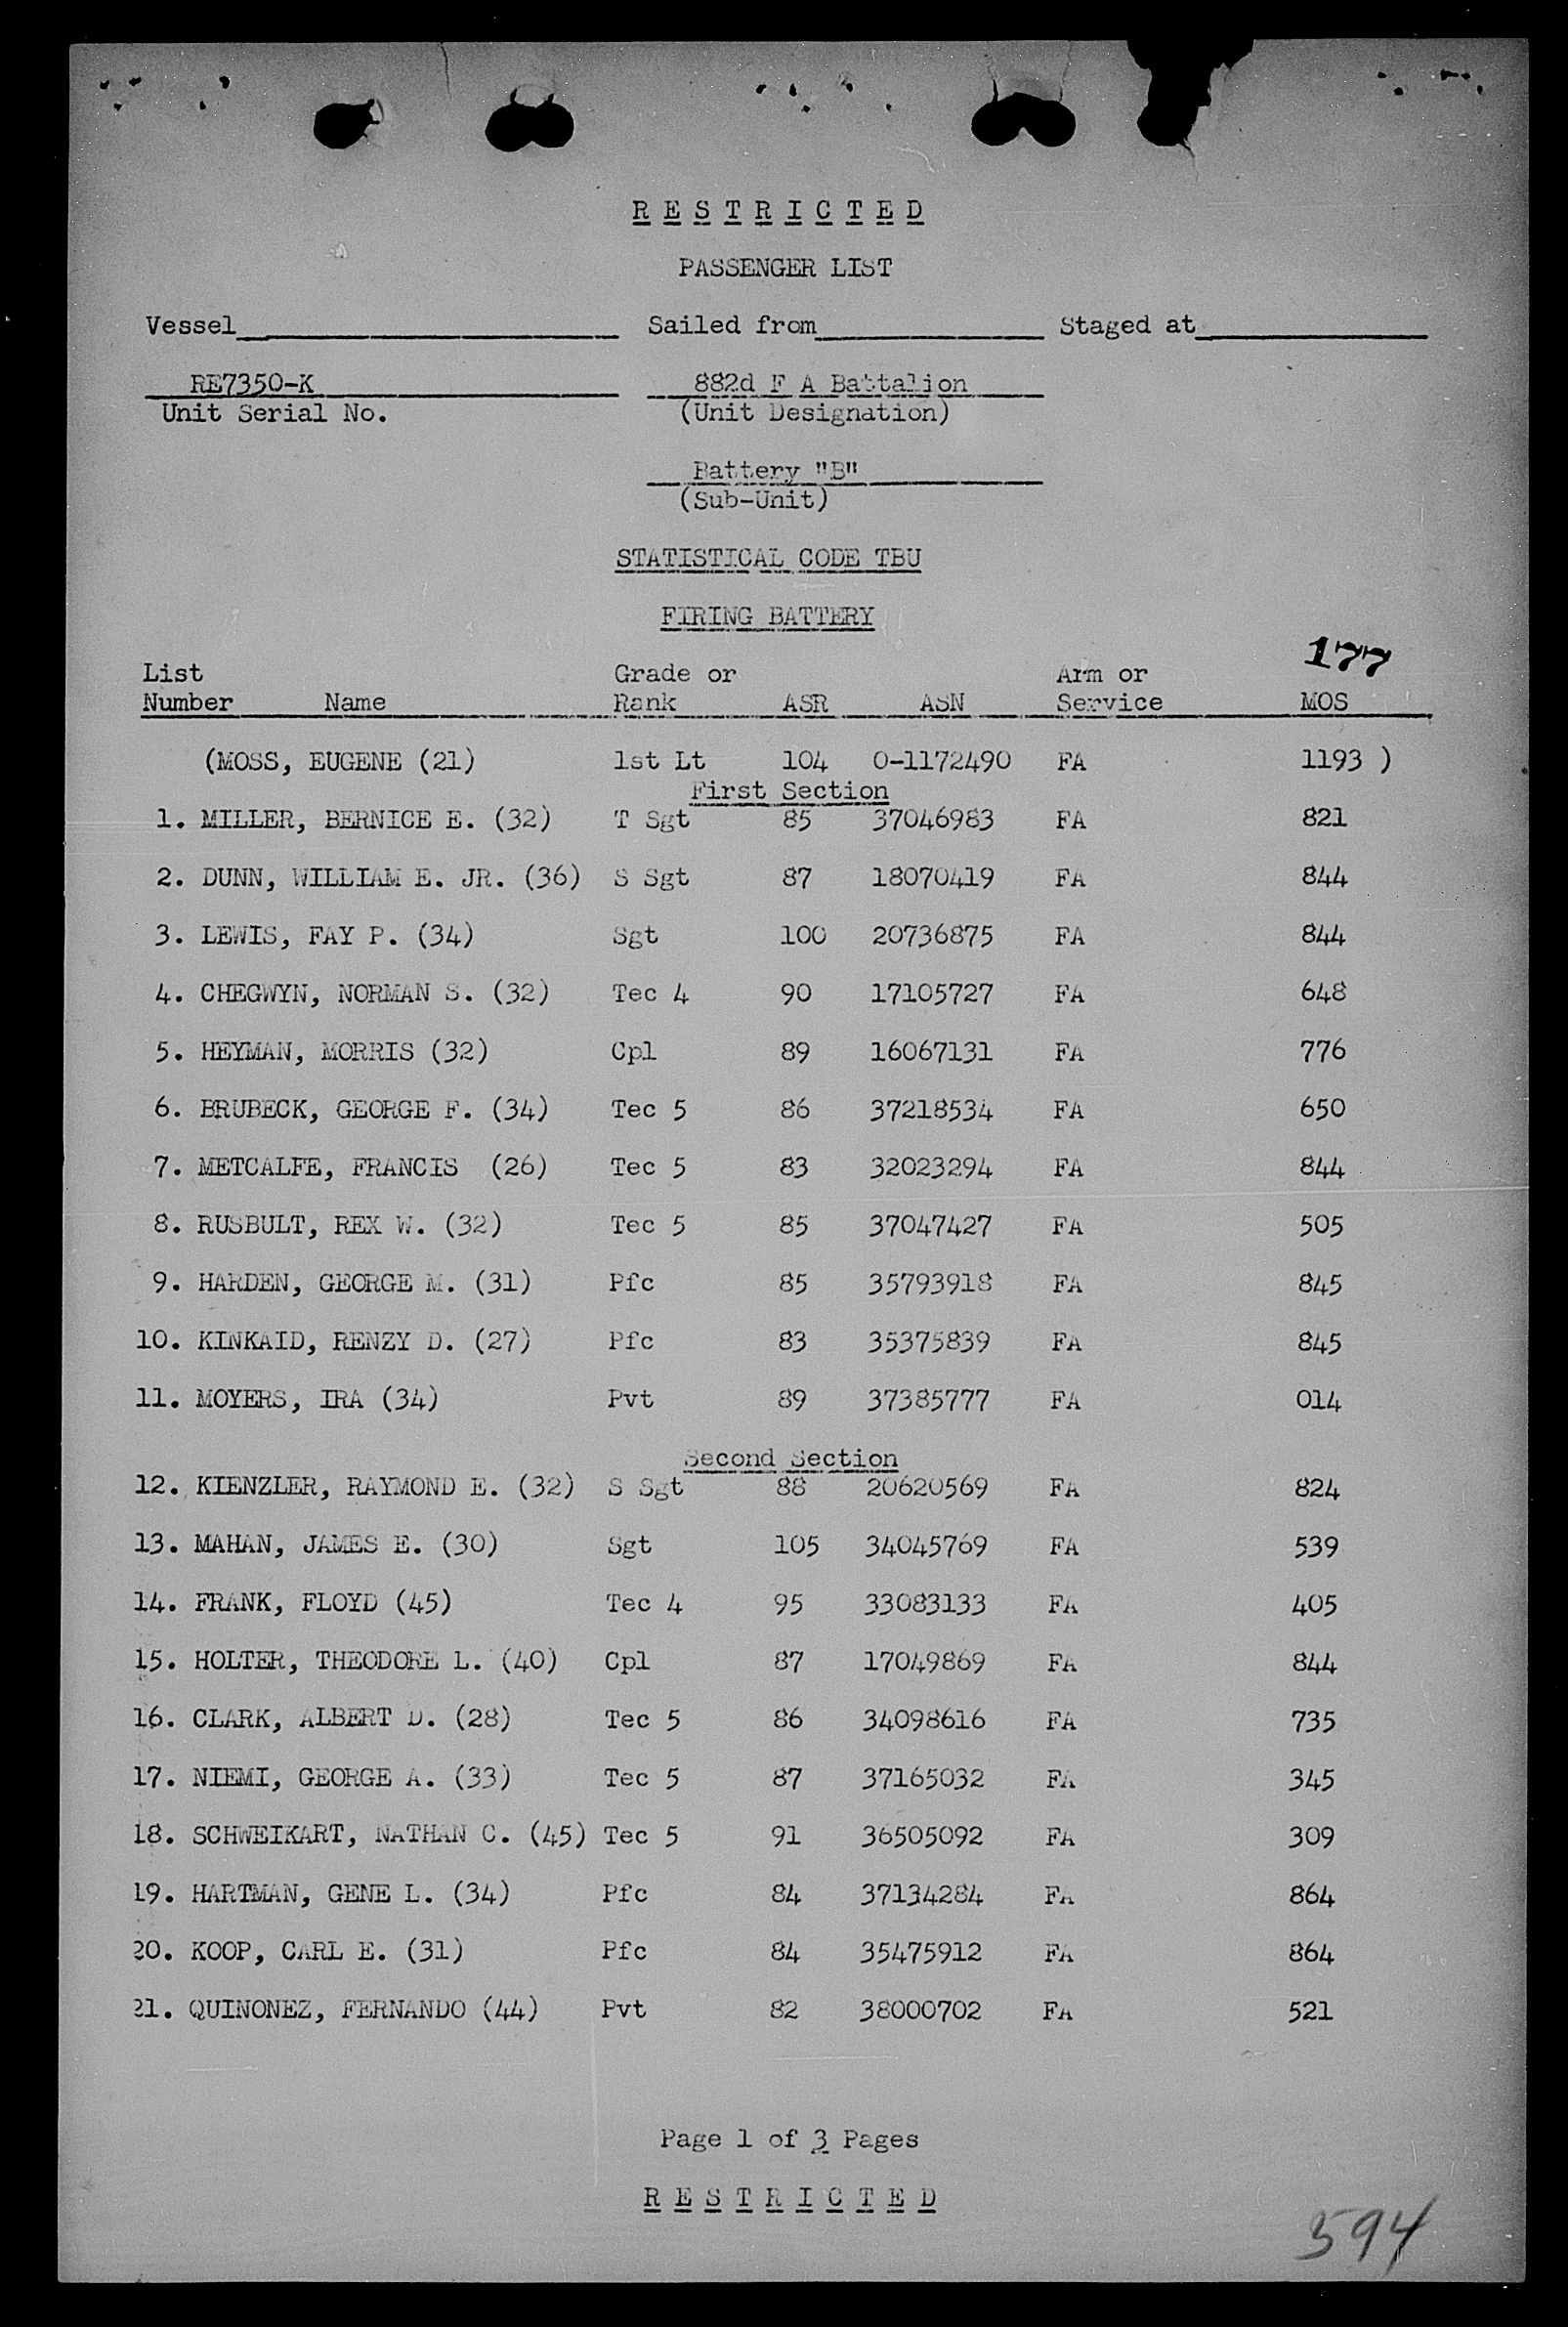 RESTRICTED
PASSENGER LIST
Vessel Sailed from Staged at
RE7350-K 882d F A Battalion
Unit Serial No. (Unit Designation)
Battery "B"
(Sub-Unit)
STATISTICAL CODE TBU
FIRING BATTERY
177
List Grade or Arm or
Number Name Rank ASR ASN Service MOS
(MOSS, EUGENE (21) 1st Lt 104 0-1172490 FA 1193 )
First Section
1. MILLER, BERNICE E. (32) T Sgt 85 37046983 FA 821
2. DUNN, WILLIAM E. JR. (36) S Sgt 87 18070419 FA 844
3. LEWIS, FAY P. (34) Sgt 100 20736875 FA 844
4. CHEGWYN, NORMAN S. (32) Tec 4 90 17105727 FA 648
5. HEYMAN, MORRIS (32) Cpl 89 16067131 FA 776
6. BRUBECK, GEORGE F. (34) Tec 5 86 37218534 FA 650
7. METCALFE, FRANCIS (26) Tec 5 83 32023294 FA 844
8. RUSBULT, REX W. (32) Tec 5 85 37047427 FA 505
9. HARDEN, GEORGE M. (31) Pfc 85 35793918 FA 845
10. KINKAID, RENZY D. (27) Pfc 83 35375839 FA 845
11. MOYERS, IRA (34) Pvt 89 37385777 FA 014
Second Section
12. KIENZLER, RAYMOND E. (32) S Sgt 88 20620569 FA 824
13. MAHAN, JAMES E. (30) Sgt 105 34045769 FA 539
14. FRANK, FLOYD (45) Tec 4 95 33083133 FA 405
15. HOLTER, THEODORE L. (40) Cpl 87 17049869 FA 844
16. CLARK, ALBERT D. (28) Tec 5 86 34098616 FA 735
17. NIEMI, GEORGE A. (33) Tec 5 87 37165032 FA 345
18. SCHWEIKART, NATHAN C. (45) Tec 5 91 36505092 FA 309
19. HARTMAN, GENE L. (34) Pfc 84 37134284 FA 864
20. KOOP, CARL E. (31) Pfc 84 35475912 FA 864
21. QUINONEZ, FERNANDO (44) Pvt 82 38000702 FA 521
Page 1 of 3 Pages
RESTRICTED
594